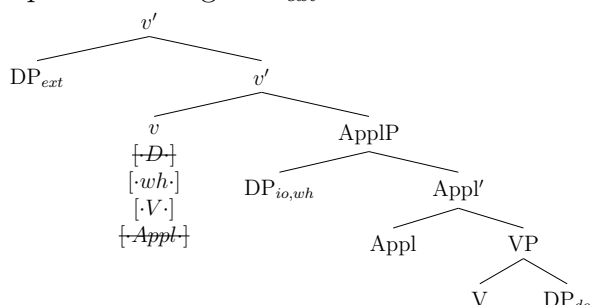 v′
DP_ext v′
v ApplP
[·D·]
[·wh·] DP_io,wh Appl′
[·V·]
[·Appl·] Appl VP
V DP_do